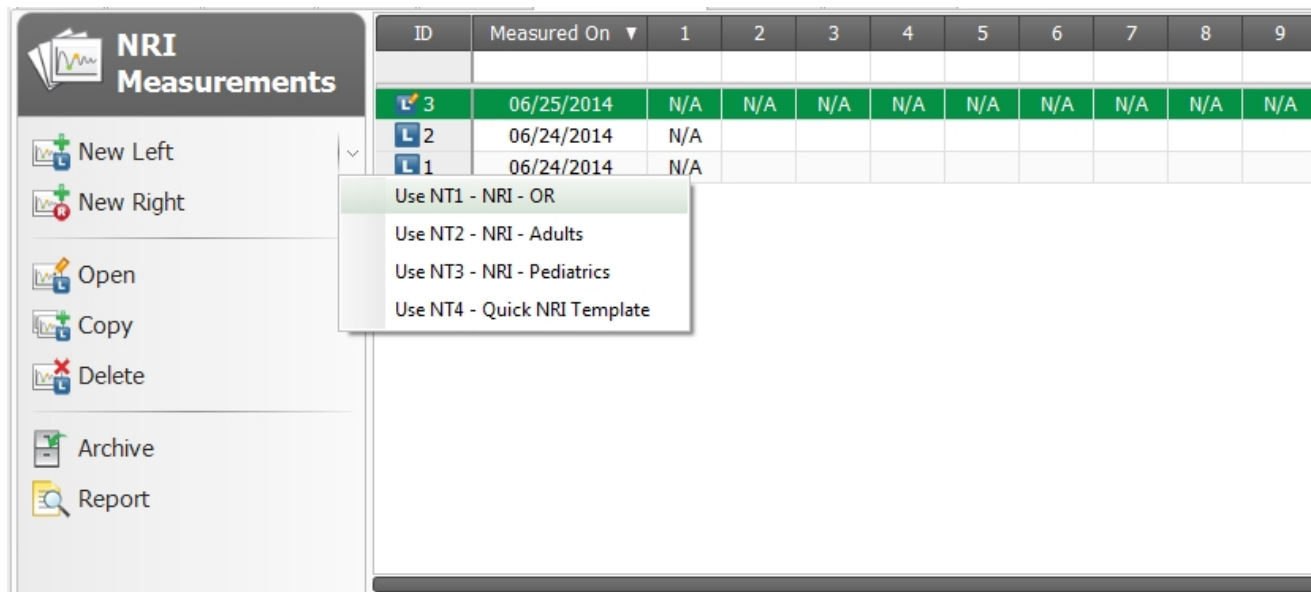 NRI
Measurements
New Left
New Right
Open
Copy
Delete
Archive
Report
ID Measured On ▼ 1 2 3 4 5 6 7 8 9
L 3 06/25/2014 N/A N/A N/A N/A N/A N/A N/A N/A N/A
L 2 06/24/2014 N/A
L 1 06/24/2014 N/A
Use NT1 - NRI - OR
Use NT2 - NRI - Adults
Use NT3 - NRI - Pediatrics
Use NT4 - Quick NRI Template